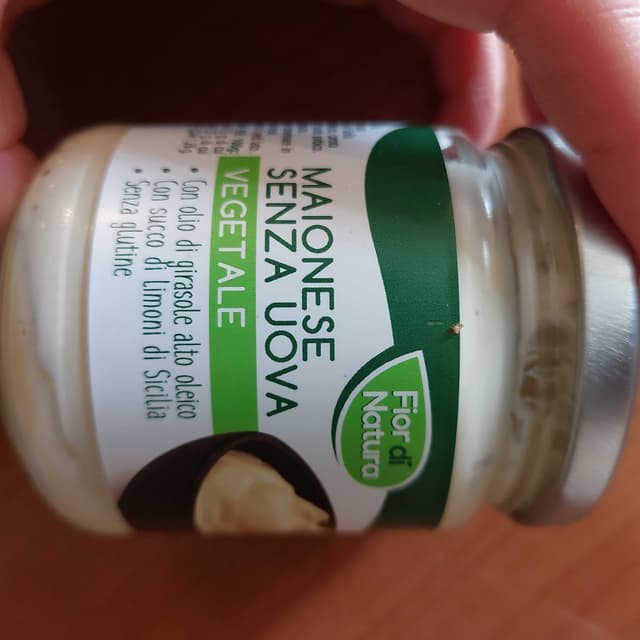 Fior di
Natura
MAIONESE
SENZA UOVA
VEGETALE
• Con olio di girasole alto oleico
• Con succo di limoni di Sicilia
• Senza glutine